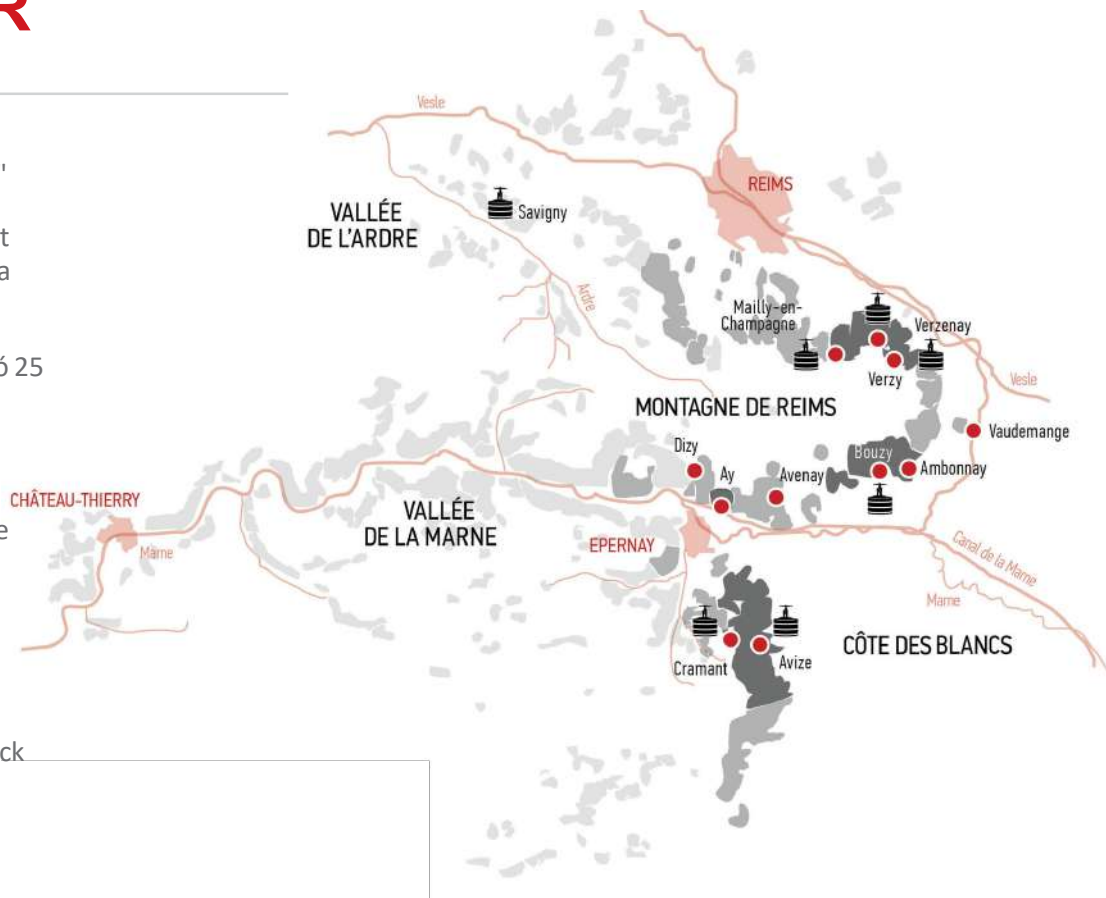 R
'
t
a
ó 25
e
ck
Vesle
REIMS
VALLÉE
DE L'ARDRE
Savigny
Ardre
Mailly-en-
Champagne
Verzenay
Verzy
Vesle
MONTAGNE DE REIMS
Vaudemange
Dizy
Ay
Avenay
Bouzy
Ambonnay
CHÂTEAU-THIERRY
Marne
VALLÉE
DE LA MARNE
EPERNAY
Canal de la Marne
Marne
CÔTE DES BLANCS
Cramant
Avize